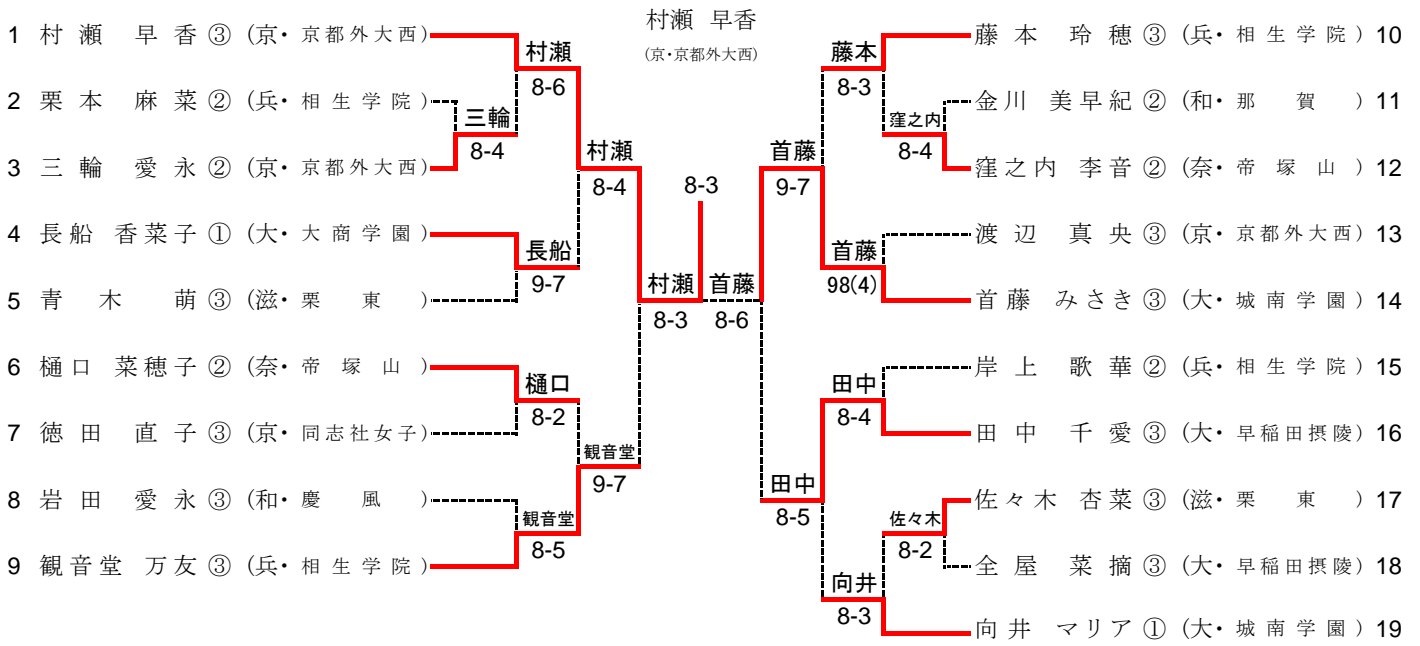 村瀬 早香
(京・京都外大西)
1 村瀬 早香 ③ (京・京都外大西)
2 栗本 麻菜 ② (兵・相生学院)
3 三輪 愛永 ② (京・京都外大西)
4 長船 香菜子 ① (大・大商学園)
5 青木 萌 ③ (滋・栗東)
6 樋口 菜穂子 ② (奈・帝塚山)
7 徳田 直子 ③ (京・同志社女子)
8 岩田 愛永 ③ (和・慶風)
9 観音堂 万友 ③ (兵・相生学院)
村瀬
8-6
三輪
8-4
長船
9-7
樋口
8-2
観音堂
8-5
村瀬
8-4
観音堂
9-7
村瀬
8-3
8-3
首藤
8-6
首藤
9-7
田中
8-5
藤本
8-3
窪之内
8-4
首藤
98(4)
田中
8-4
佐々木
8-2
向井
8-3
藤本 玲穂 ③ (兵・相生学院) 10
金川 美早紀 ② (和・那賀) 11
窪之内 李音 ② (奈・帝塚山) 12
渡辺 真央 ③ (京・京都外大西) 13
首藤 みさき ③ (大・城南学園) 14
岸上 歌華 ② (兵・相生学院) 15
田中 千愛 ③ (大・早稲田摂陵) 16
佐々木 杏菜 ③ (滋・栗東) 17
全屋 菜摘 ③ (大・早稲田摂陵) 18
向井 マリア ① (大・城南学園) 19